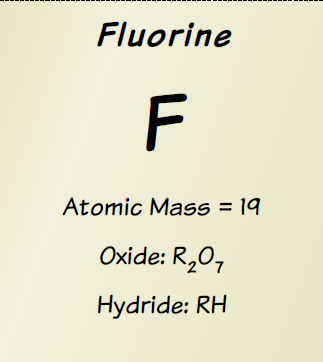 Fluorine
F
Atomic Mass = 19
Oxide: R₂O₇
Hydride: RH